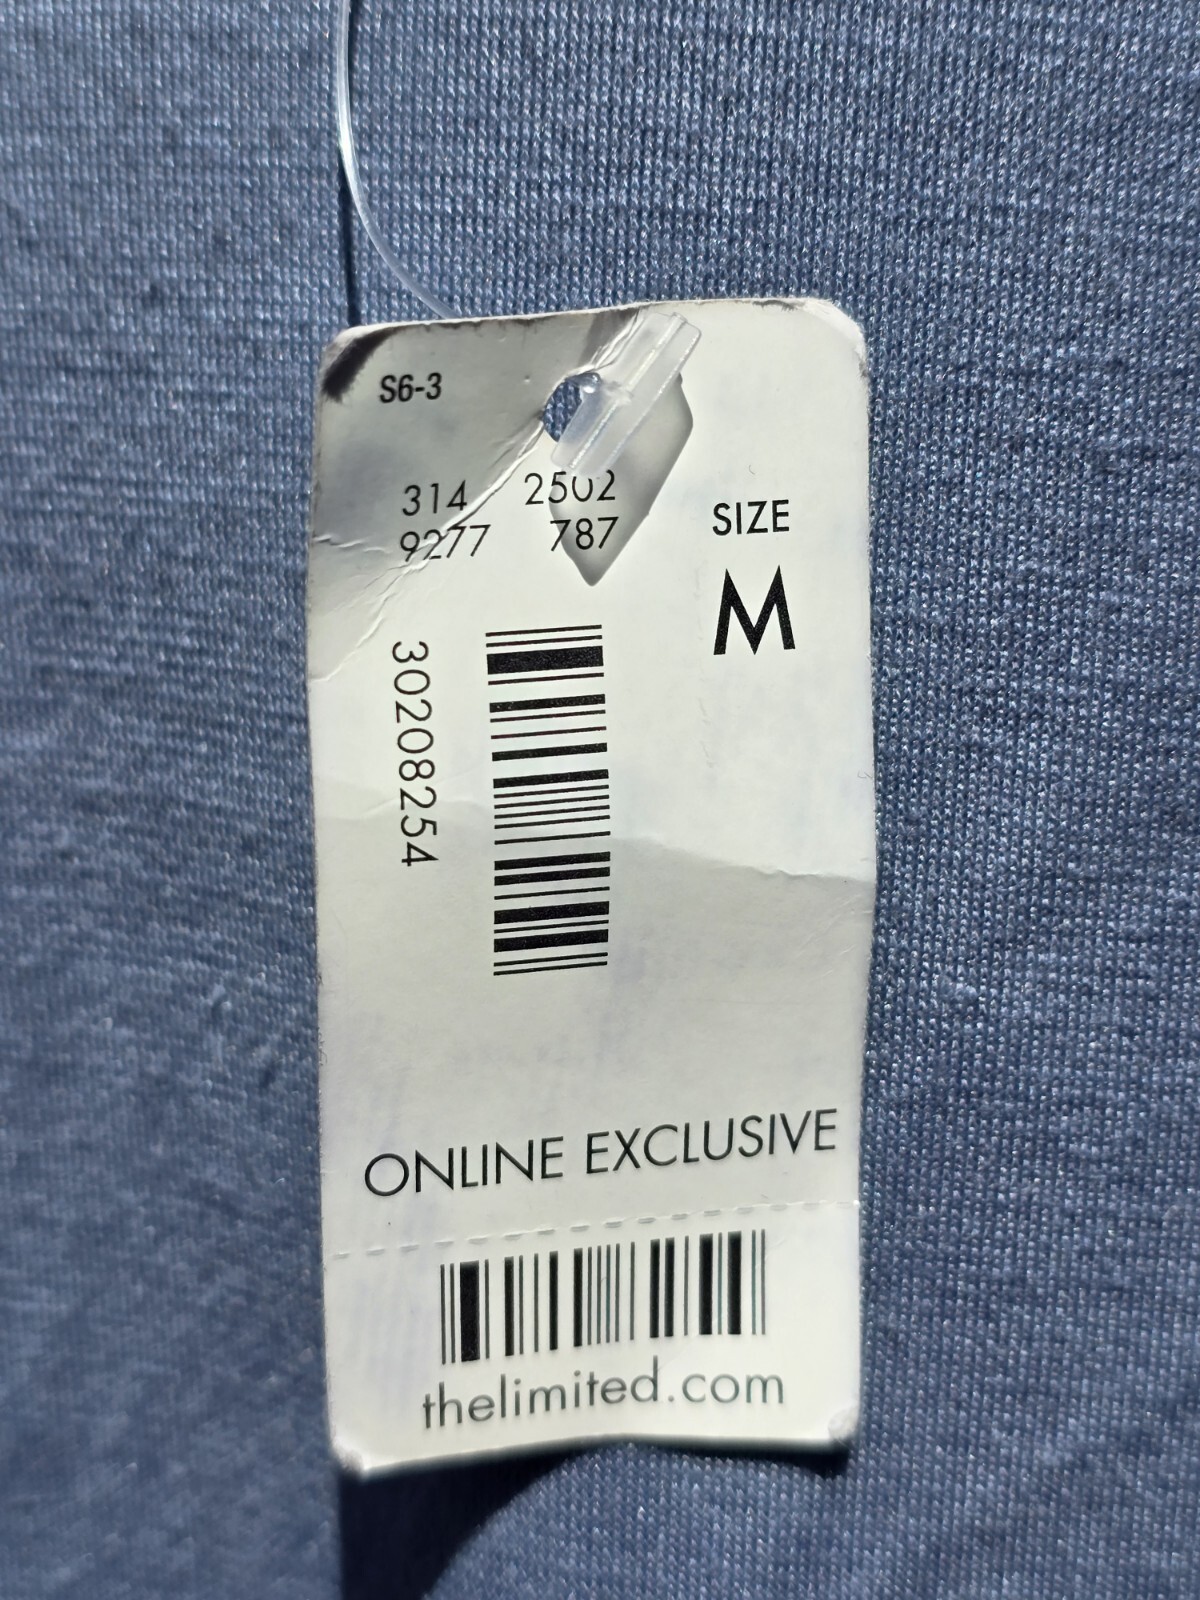 S6-3
314 2502
9277 787
SIZE
M
30208254
ONLINE EXCLUSIVE
thelimited.com